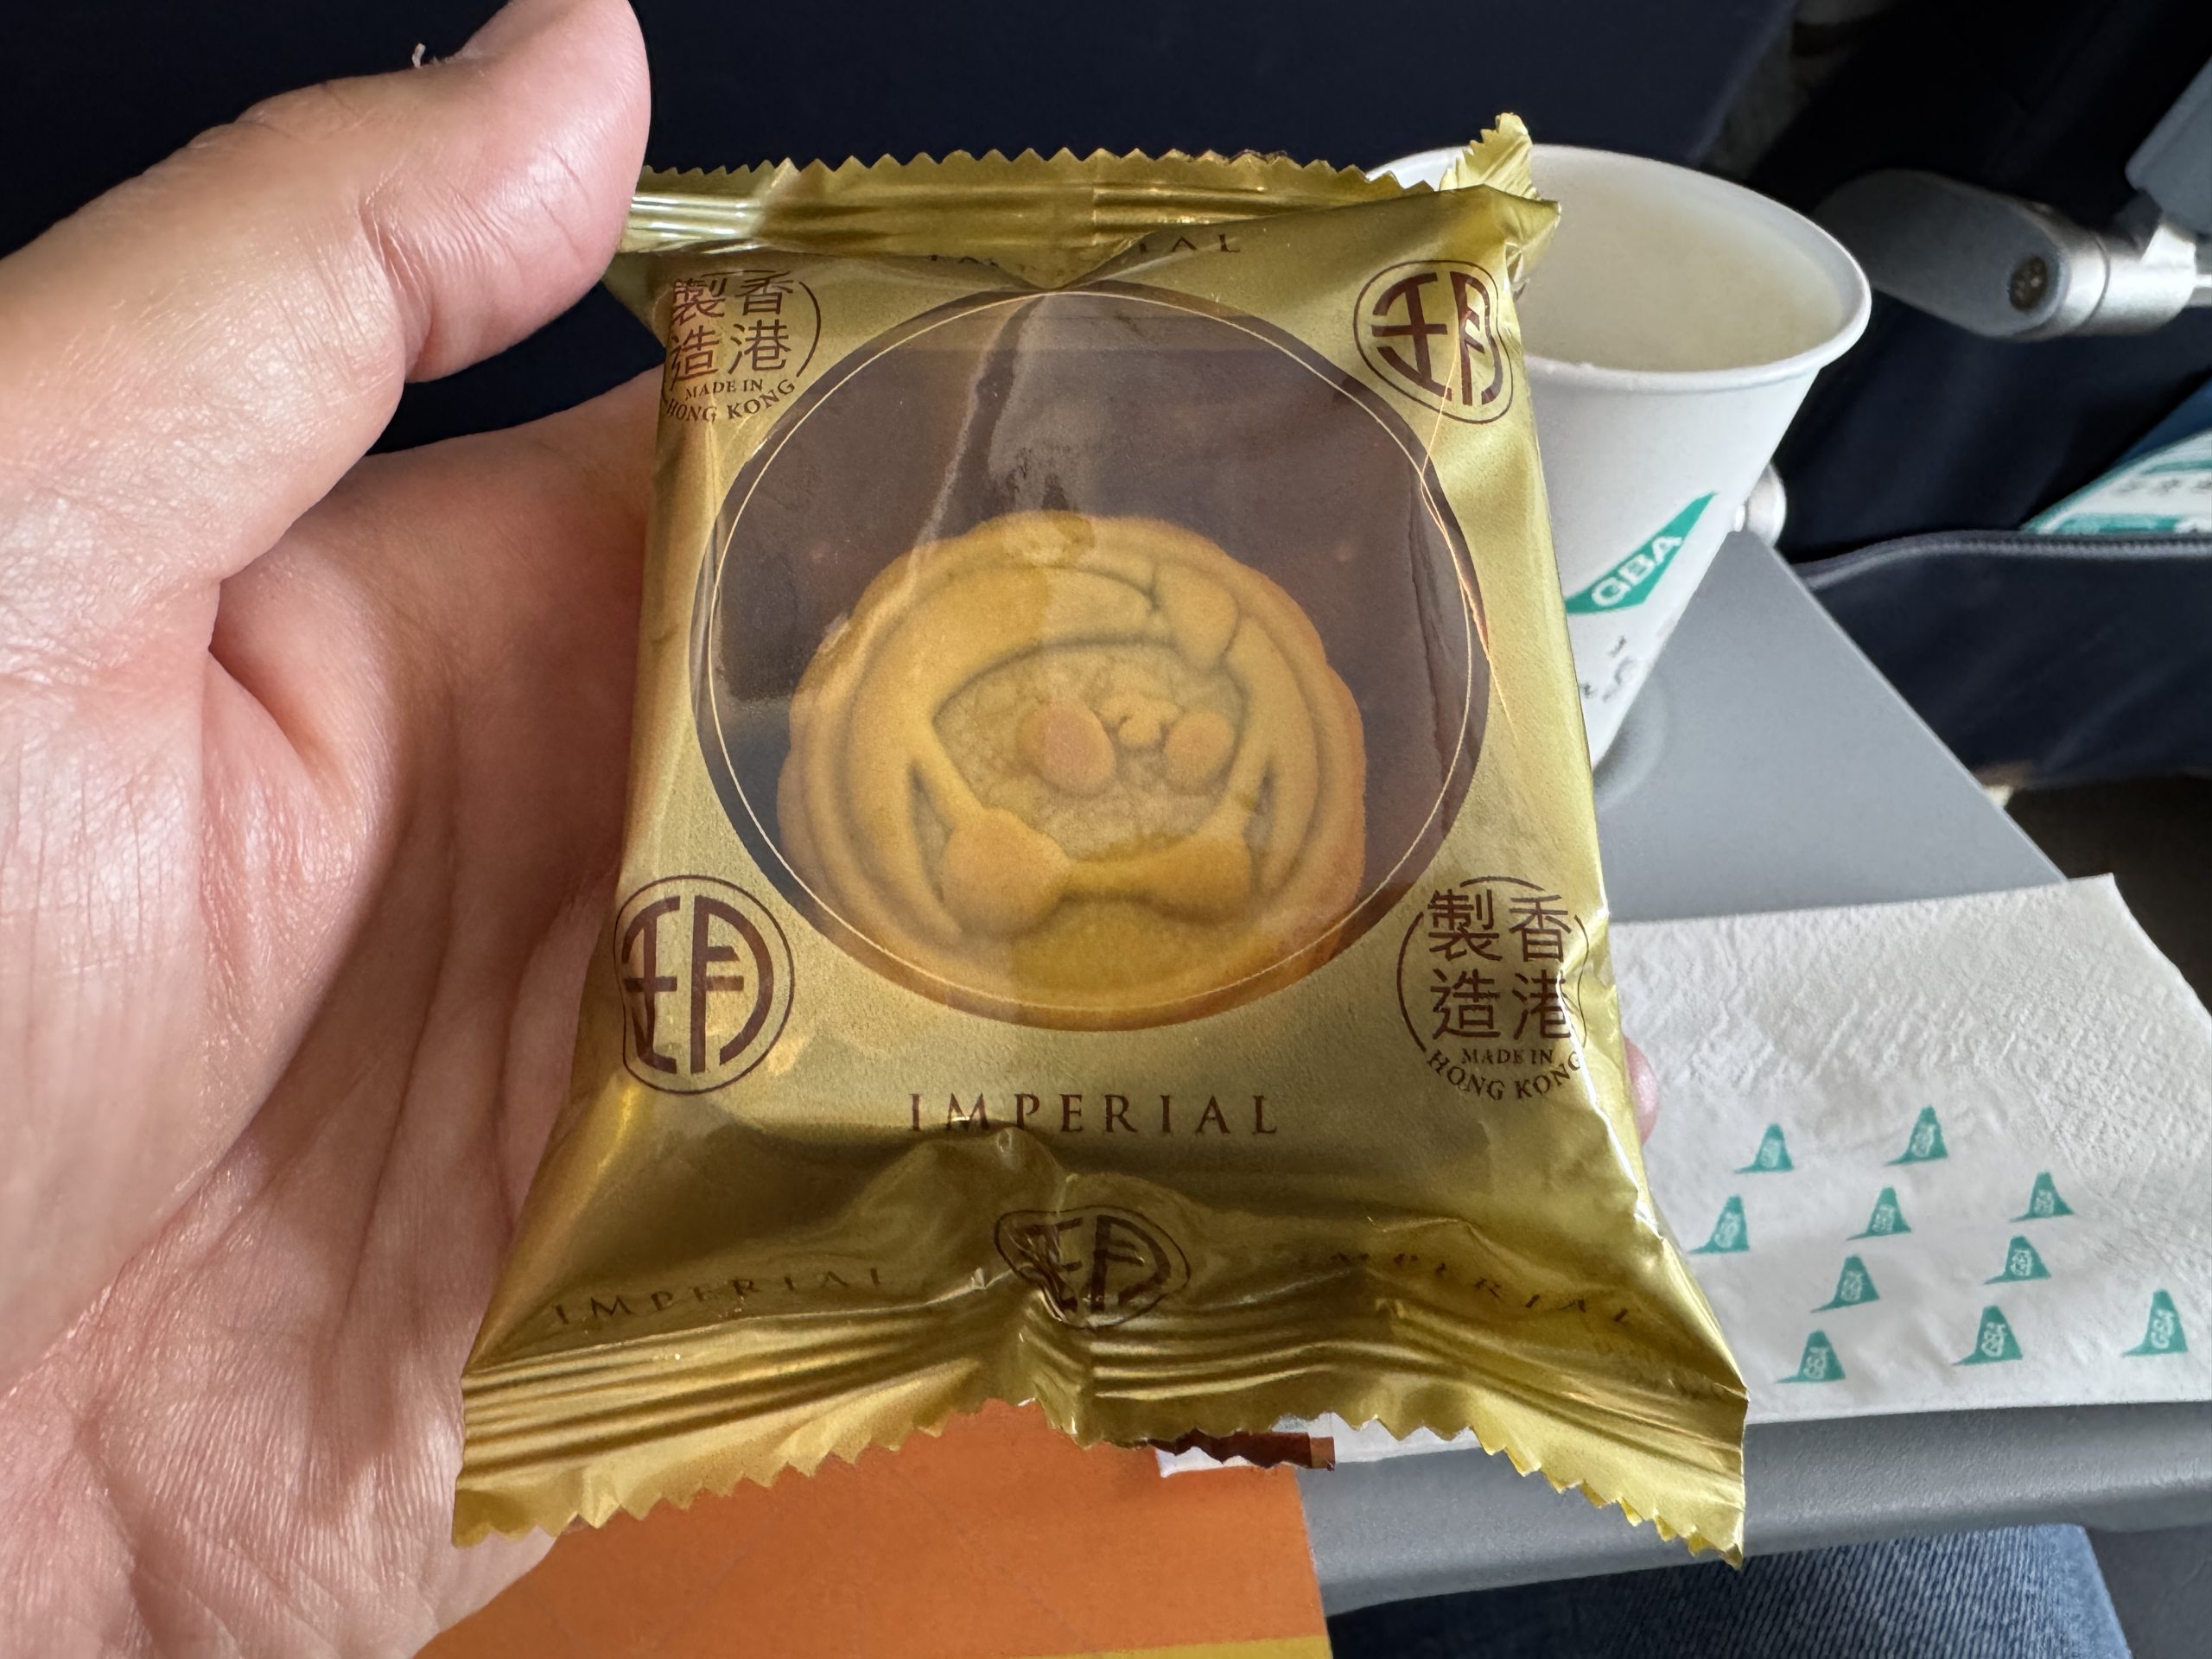 香港
製造
MADE IN
HONG KONG
GBA
香港
製造
MADE IN
HONG KONG
IMPERIAL
IMPERIAL
IMPERIAL